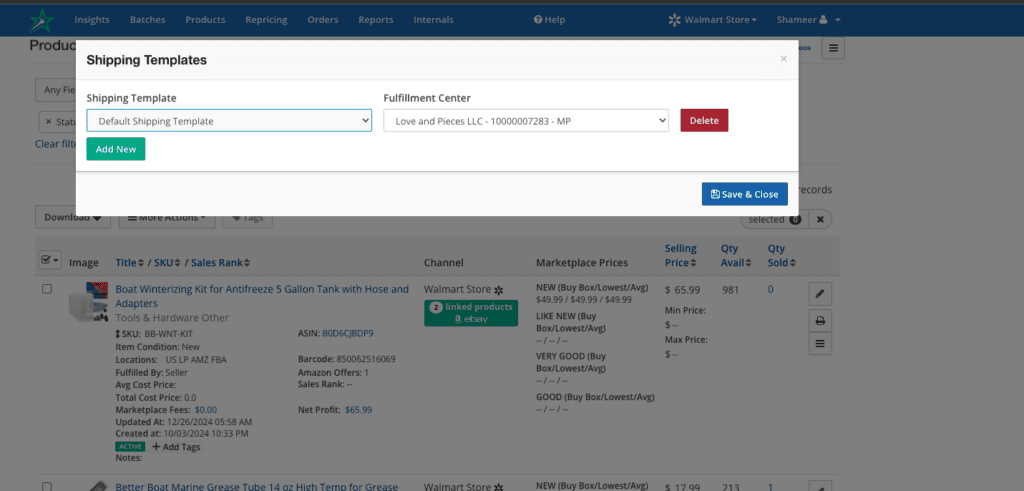 Insights Batches Products Repricing Orders Reports Internals Help Walmart Store Shameer
Produc
Shipping Templates
×
Any Fie
Shipping Template
Fulfillment Center
× Statu
Default Shipping Template
Love and Pieces LLC - 10000007283 - MP
Delete
Clear filte
Add New
Save & Close
records
Download
More Actions
Tags
selected 0
Image Title / SKU / Sales Rank Channel Marketplace Prices Selling Price Qty Avail Qty Sold
Boat Winterizing Kit for Antifreeze 5 Gallon Tank with Hose and
Adapters
Tools & Hardware Other
SKU: BB-WNT-KIT
ASIN: B0D6CJBDP9
Item Condition: New
Locations: US LP AMZ FBA
Barcode: 850062516069
Fulfilled By: Seller
Amazon Offers: 1
Avg Cost Price:
Sales Rank: --
Total Cost Price: 0.0
Marketplace Fees: $0.00
Net Profit: $65.99
Updated At: 12/26/2024 05:58 AM
Created at: 10/03/2024 10:33 PM
ACTIVE + Add Tags
Notes:
Walmart Store
2 linked products
a ebay
NEW (Buy Box/Lowest/Avg)
$49.99 / $49.99 / $49.99
LIKE NEW (Buy
Box/Lowest/Avg)
-- / -- / --
VERY GOOD (Buy
Box/Lowest/Avg)
-- / -- / --
GOOD (Buy Box/Lowest/Avg)
-- / -- / --
$ 65.99
Min Price:
$ --
Max Price:
$ --
981
0
Better Boat Marine Grease Tube 14 oz High Temp for Grease
Walmart Store
NEW (Buy Box/Lowest/Avg)
$ 17.99
213
1